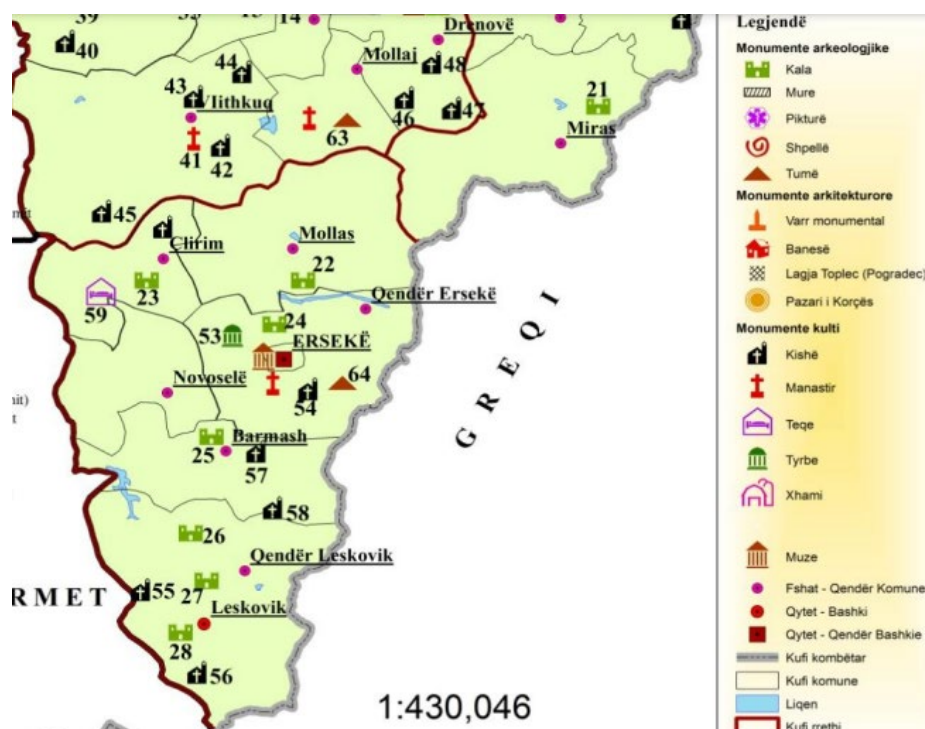 14
Drenovë
40
44
Mollaj
48
43
Vlithkuq
46
47
21
41
42
63
Miras
45
Mollas
Çlirim
22
23
59
Qendër Ersekë
24
53
ERSEKË
64
Novoselë
54
Barmash
25
57
58
26
Qendër Leskovik
RMET
55
27
Leskovik
28
56
GREQI
1:430,046
Legjendë
Monumente arkeologjike
Kala
Mure
Pikturë
Shpellë
Tumë
Monumente arkitekturore
Varr monumental
Banesë
Lagja Toplec (Pogradec)
Pazari i Korçës
Monumente kulti
Kishë
Manastir
Teqe
Tyrbe
Xhami
Muze
Fshat - Qendër Komune
Qytet - Bashki
Qytet - Qendër Bashkie
Kufi kombëtar
Kufi komune
Liqen
Kufi rrethi